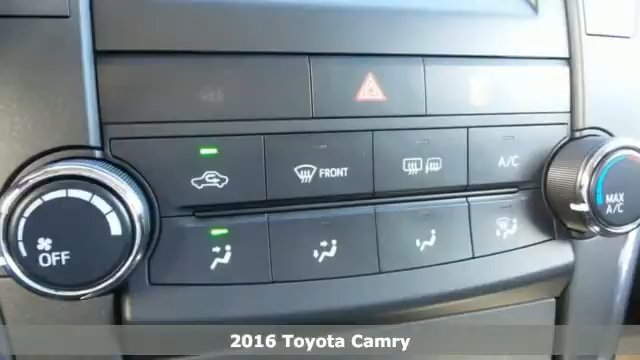 FRONT
A/C
MAX
A/C
OFF
2016 Toyota Camry